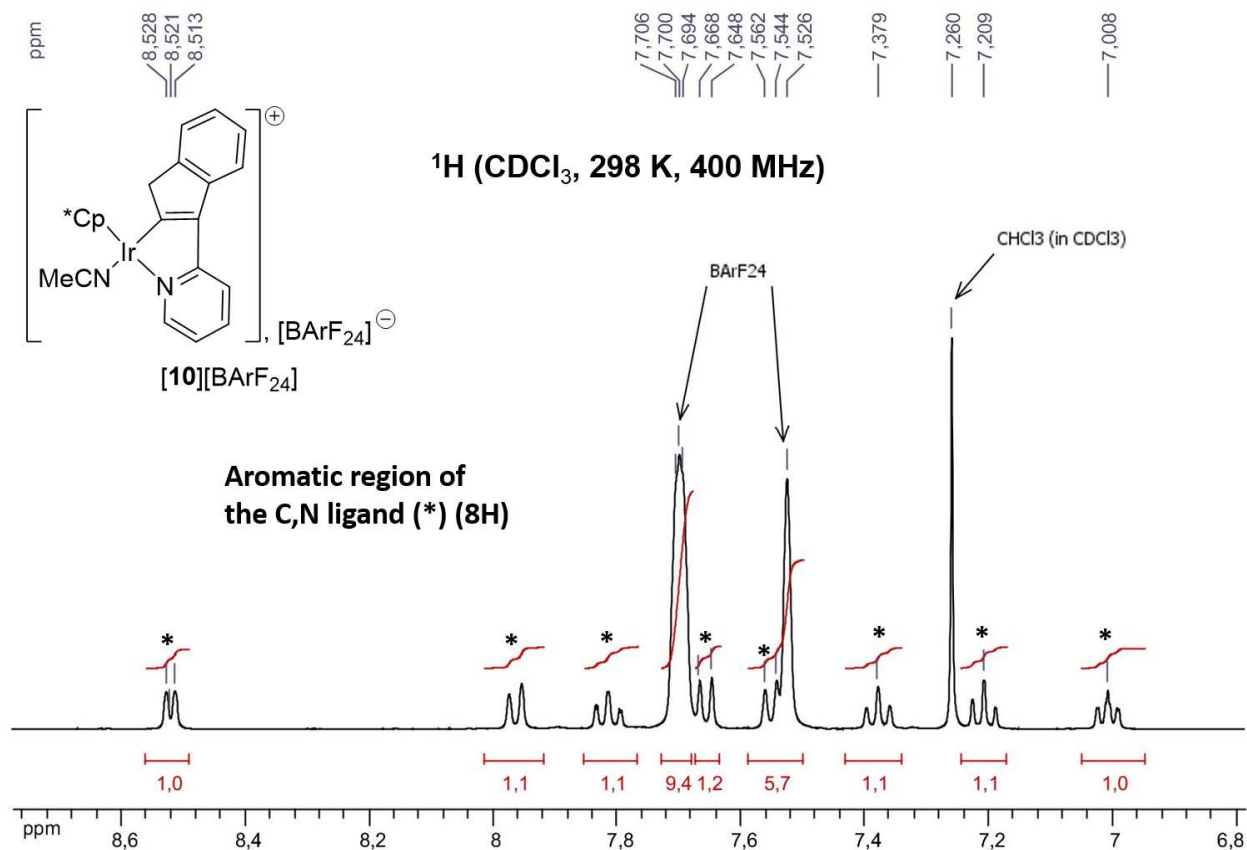 ppm
8,528
8,521
8,513
7,706
7,700
7,694
7,668
7,648
7,562
7,544
7,526
7,379
7,260
7,209
7,008
⊕
¹H (CDCl₃, 298 K, 400 MHz)
*Cp
Ir
MeCN
N
, [BArF₂₄]⊖
[10][BArF₂₄]
CHCl3 (in CDCl3)
BArF24
Aromatic region of
the C,N ligand (*) (8H)
* * * * * * * *
1,0 1,1 1,1 9,4 1,2 5,7 1,1 1,1 1,0
ppm 8,6 8,4 8,2 8 7,8 7,6 7,4 7,2 7 6,8